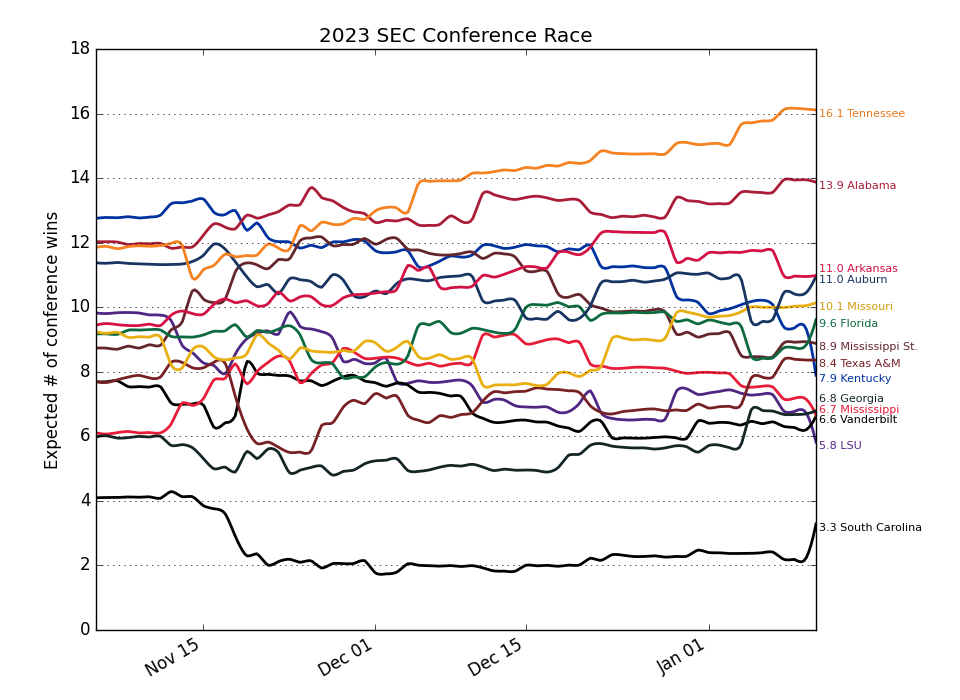 2023 SEC Conference Race
Expected # of conference wins
18
16
14
12
10
8
6
4
2
0
Nov 15
Dec 01
Dec 15
Jan 01
16.1 Tennessee
13.9 Alabama
11.0 Arkansas
11.0 Auburn
10.1 Missouri
9.6 Florida
8.9 Mississippi St.
8.4 Texas A&M
7.9 Kentucky
6.8 Georgia
6.7 Mississippi
6.6 Vanderbilt
5.8 LSU
3.3 South Carolina